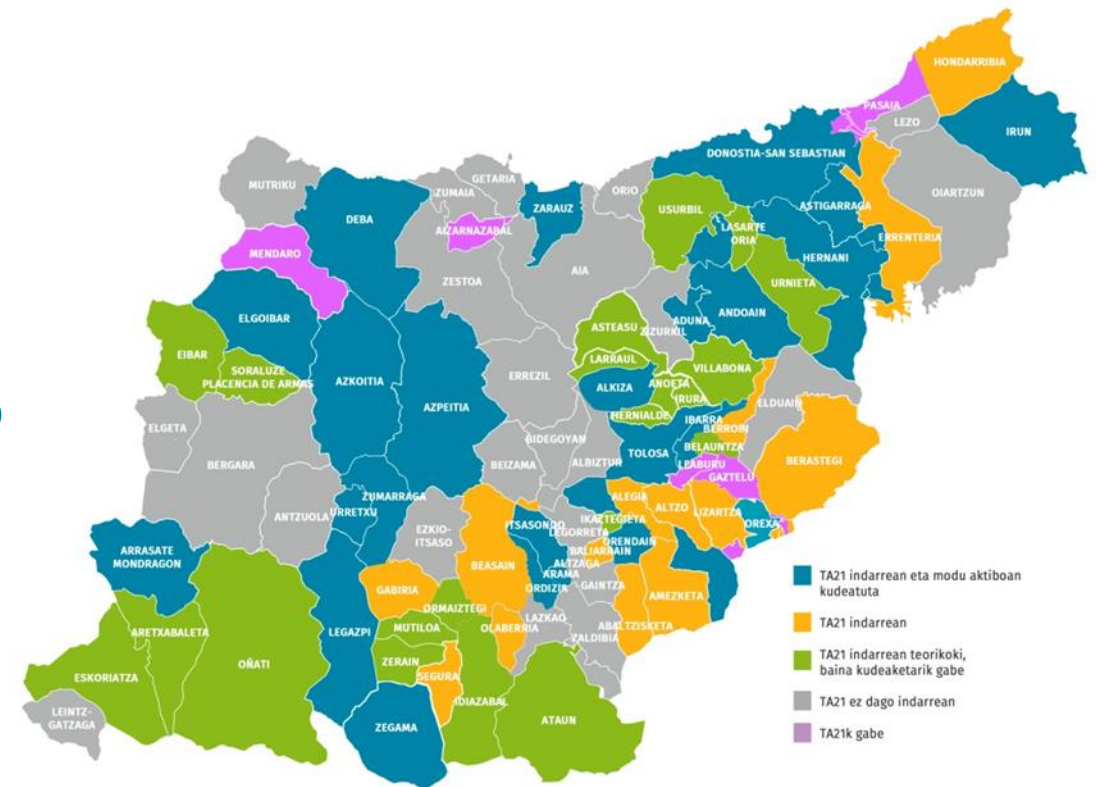 HONDARRIBIA
PASAIA
LEZO
IRUN
DONOSTIA-SAN SEBASTIAN
OIARTZUN
MUTRIKU
GETARIA
ZUMAIA
ORIO
ZARAUZ
USURBIL
ASTIGARRAGA
DEBA
LASARTE
ORIA
AIZARNAZABAL
ERRENTERIA
MENDARO
HERNANI
AIA
ZESTOA
URNIETA
ELGOIBAR
ANDOAIN
ADUNA
ASTEASU
ZIZURKIL
EIBAR
LARRAUL
SORALUZE
PLACENCIA DE ARMAS
VILLABONA
ERREZIL
AZKOITIA
ALKIZA
ANOETA
IRURA
AZPEITIA
ELDUAIN
HERNIALDE
IBARRA
BERROBI
ELGETA
BIDEGOYAN
BELAUNTZA
TOLOSA
BERASTEGI
BERGARA
BEIZAMA
ALBIZTUR
LEABURU
GAZTELU
ZUMARRAGA
ANTZUOLA
URRETXU
ALEGIA
ALTZO
LIZARTZA
ITSASONDO
IKAZTEGIETA
EZKIO-
ITSASO
LEGORRETA
OREXA
ARRASATE
MONDRAGON
ORENDAIN
BALIARRAIN
BEASAIN
ALTZAGA
ARAMA
GAINTZA
ORDIZIA
GABIRIA
AMEZKETA
ORMAIZTEGI
LAZKAO
ABALTZISKETA
MUTILOA
OLABERRIA
ARETXABALETA
LEGAZPI
ZALDIBIA
OÑATI
ZERAIN
SEGURA
ESKORIATZA
IDIAZABAL
LEINTZ-
GATZAGA
ATAUN
ZEGAMA
TA21 indarrean eta modu aktiboan
kudeatuta
TA21 indarrean
TA21 indarrean teorikoki,
baina kudeaketarik gabe
TA21 ez dago indarrean
TA21k gabe